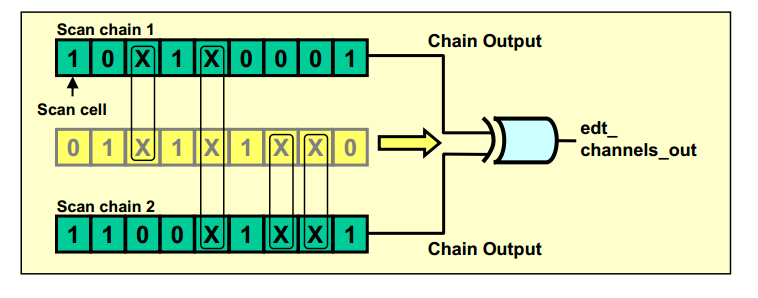 Scan chain 1
1 0 X 1 X 0 0 0 1
Chain Output
Scan cell
0 1 X 1 X 1 X X 0
edt_
channels_out
Scan chain 2
1 1 0 0 X 1 X X 1
Chain Output